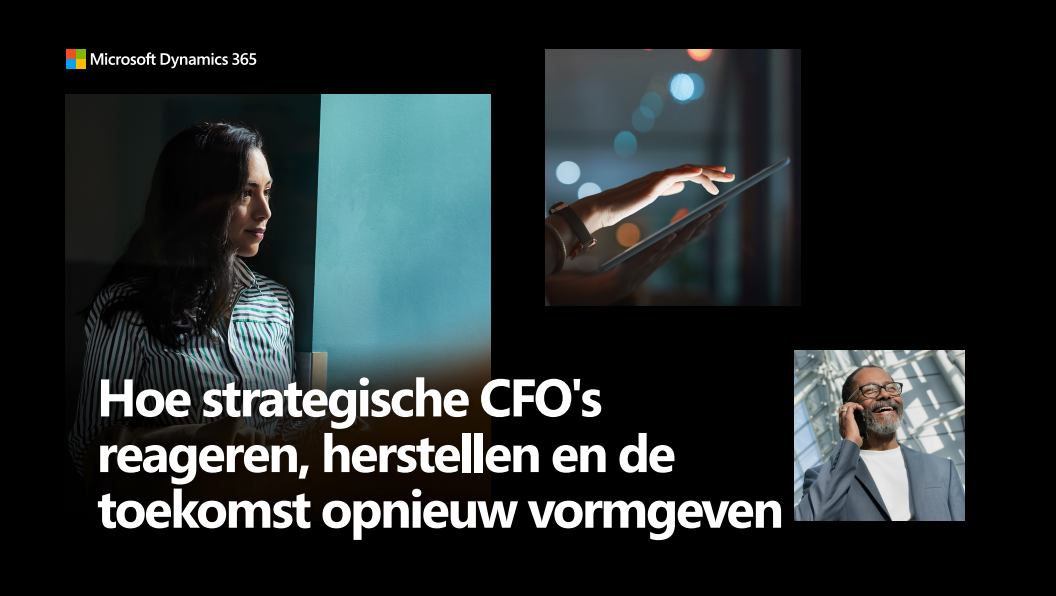 Microsoft Dynamics 365
Hoe strategische CFO's
reageren, herstellen en de
toekomst opnieuw vormgeven